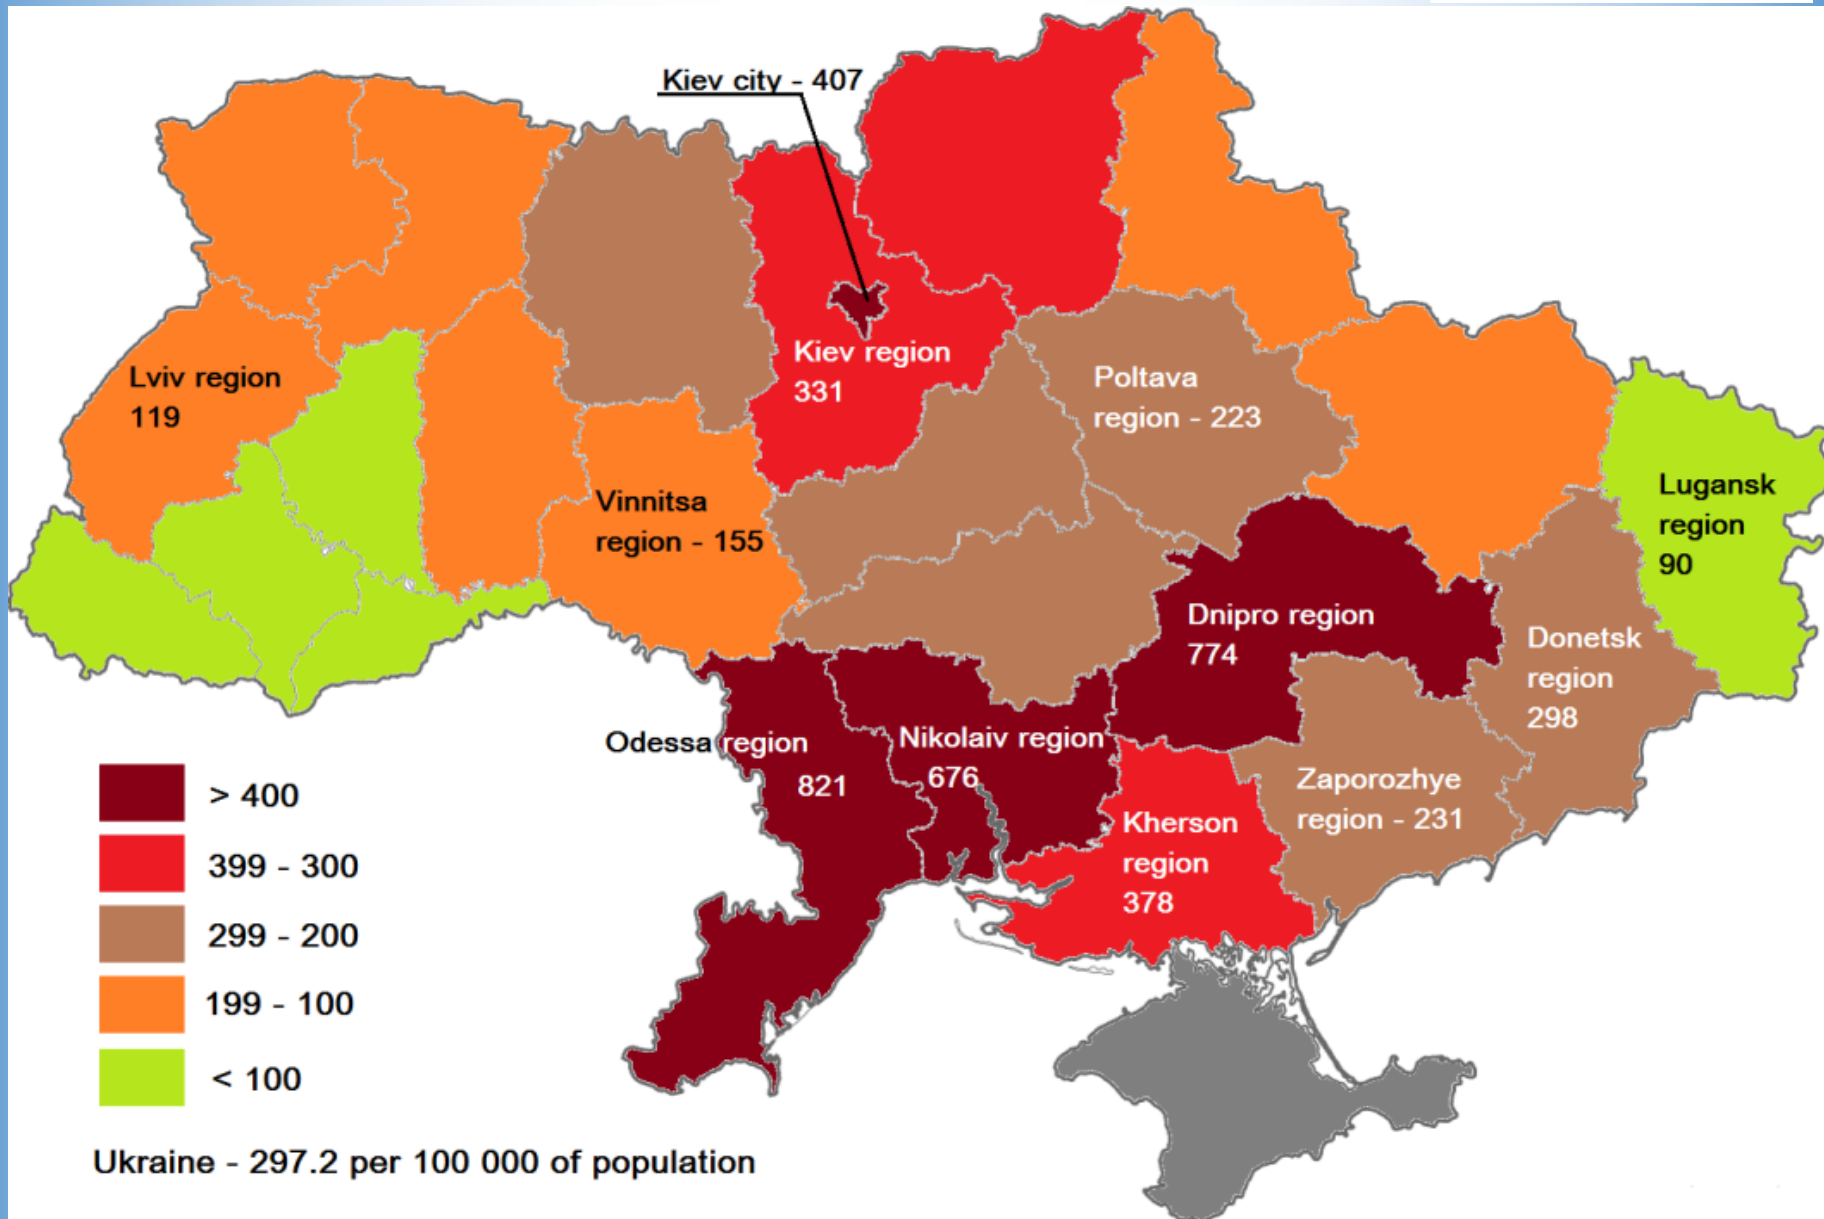 Kiev city - 407
Kiev region
331
Lviv region
119
Poltava
region - 223
Vinnitsa
region - 155
Lugansk
region
90
Dnipro region
774
Donetsk
region
298
Odessa region
821
Nikolaiv region
676
Zaporozhye
region - 231
Kherson
region
378
> 400
399 - 300
299 - 200
199 - 100
< 100
Ukraine - 297.2 per 100 000 of population